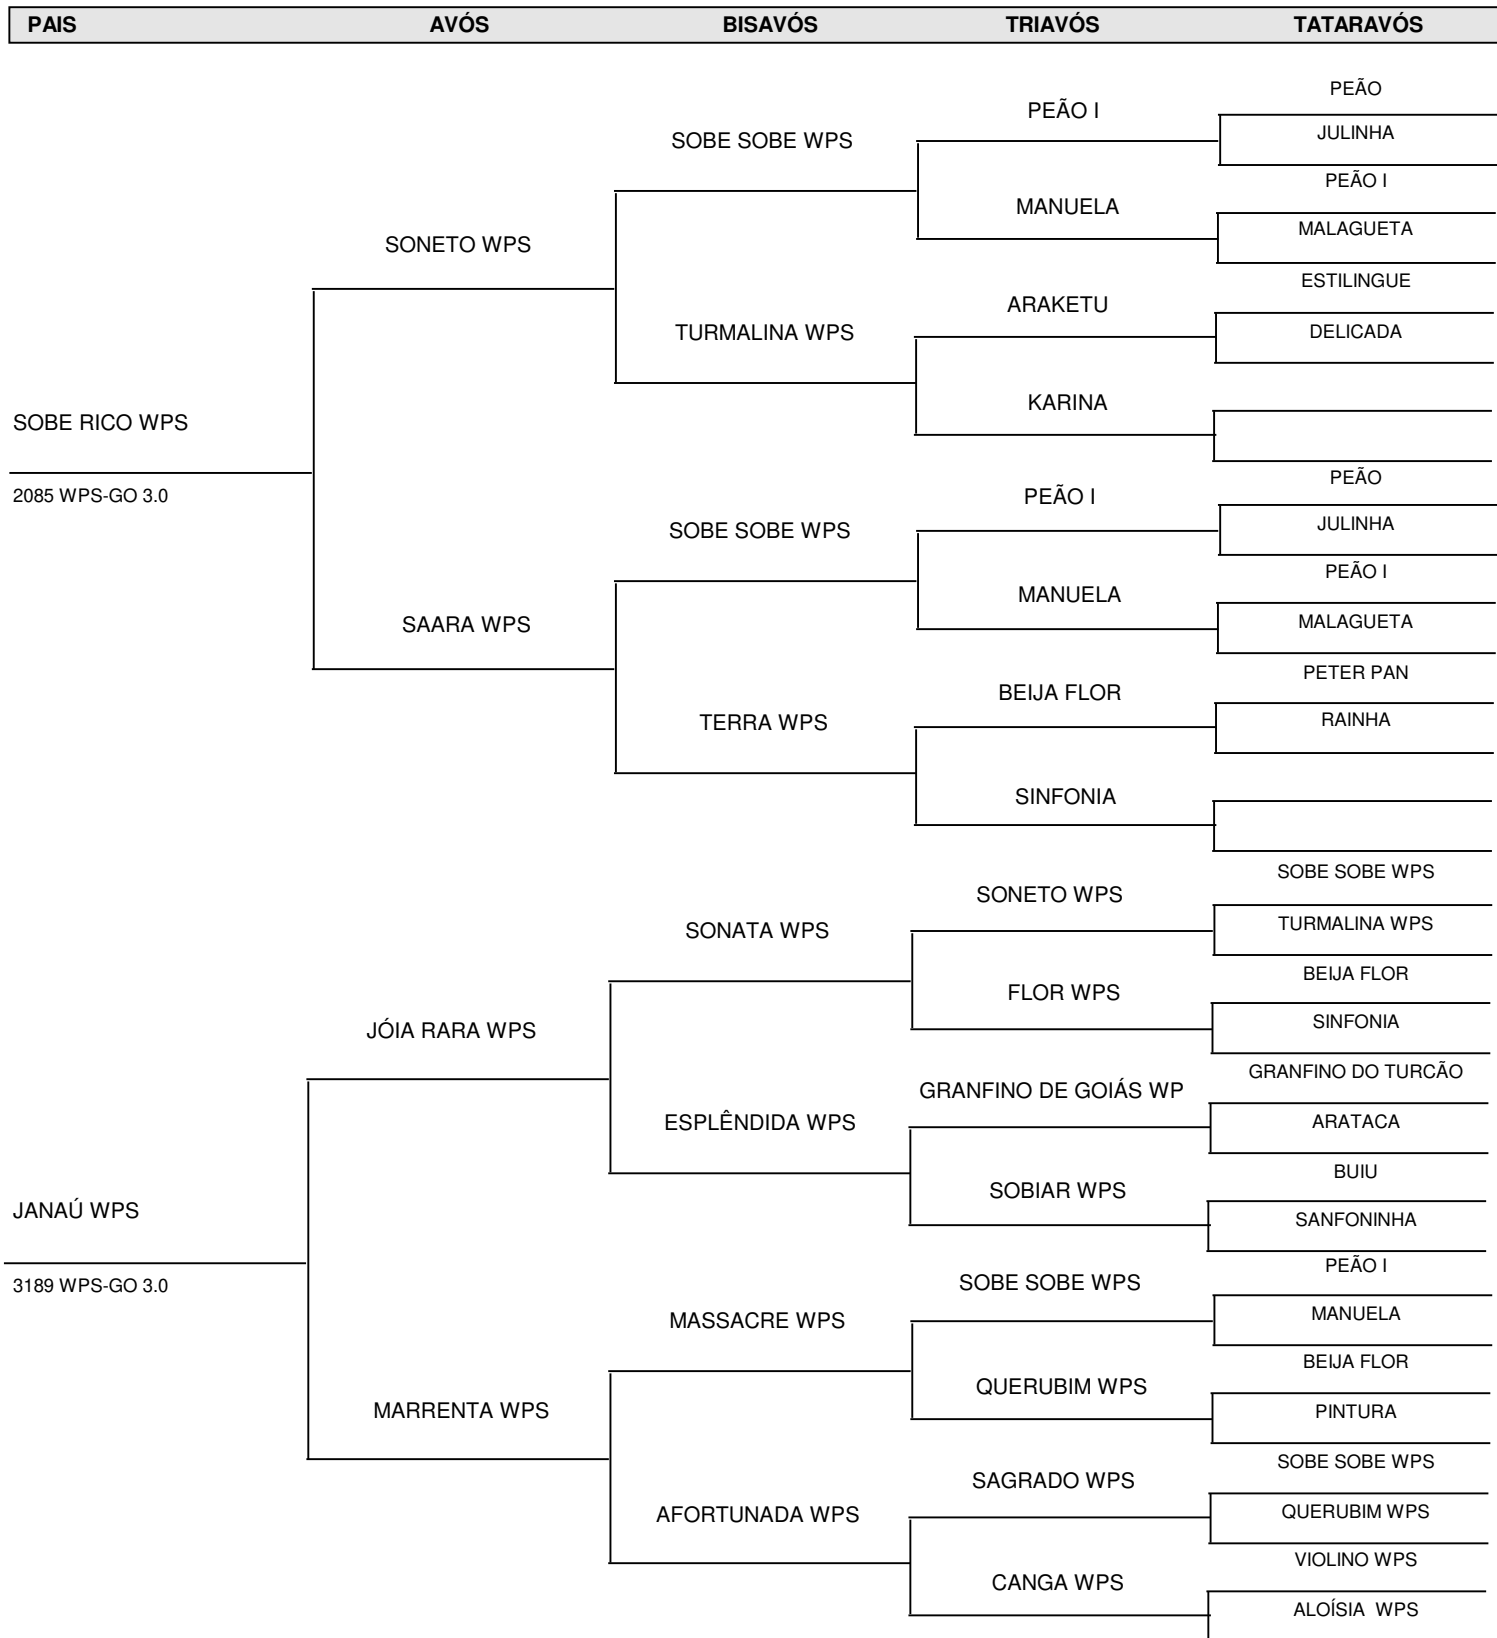 PAIS AVÓS BISAVÓS TRIAVÓS TATARAVÓS
PEÃO
PEÃO I
JULINHA
SOBE SOBE WPS
PEÃO I
MANUELA
MALAGUETA
SONETO WPS
ESTILINGUE
ARAKETU
DELICADA
TURMALINA WPS
KARINA
SOBE RICO WPS
2085 WPS-GO 3.0
PEÃO
PEÃO I
JULINHA
SOBE SOBE WPS
PEÃO I
MANUELA
MALAGUETA
SAARA WPS
PETER PAN
BEIJA FLOR
RAINHA
TERRA WPS
SINFONIA
SOBE SOBE WPS
SONETO WPS
TURMALINA WPS
SONATA WPS
BEIJA FLOR
FLOR WPS
SINFONIA
JÓIA RARA WPS
GRANFINO DO TURCÃO
GRANFINO DE GOIÁS WP
ARATACA
ESPLÊNDIDA WPS
BUIU
SOBIAR WPS
SANFONINHA
JANAÚ WPS
3189 WPS-GO 3.0
PEÃO I
SOBE SOBE WPS
MANUELA
MASSACRE WPS
BEIJA FLOR
QUERUBIM WPS
PINTURA
MARRENTA WPS
SOBE SOBE WPS
SAGRADO WPS
QUERUBIM WPS
AFORTUNADA WPS
VIOLINO WPS
CANGA WPS
ALOÍSIA WPS